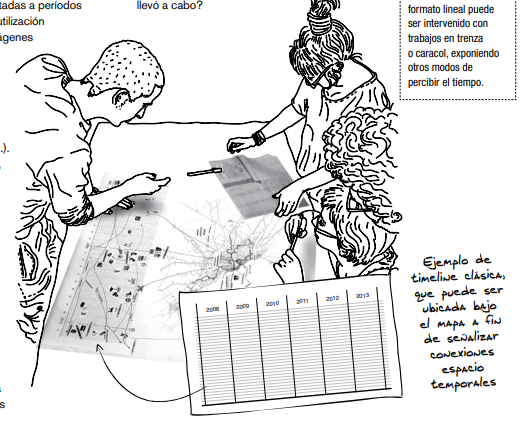 tadas a períodos
utilización
ágenes
llevó a cabo?
formato lineal puede
ser intervenido con
trabajos en trenza
o caracol, exponiendo
otros modos de
percibir el tiempo.
.).
2008 2009 2010 2011 2012 2013
Ejemplo de
timeline clásica,
que puede ser
ubicada bajo
el mapa a fin
de señalizar
conexiones
espacio
temporales
a
s